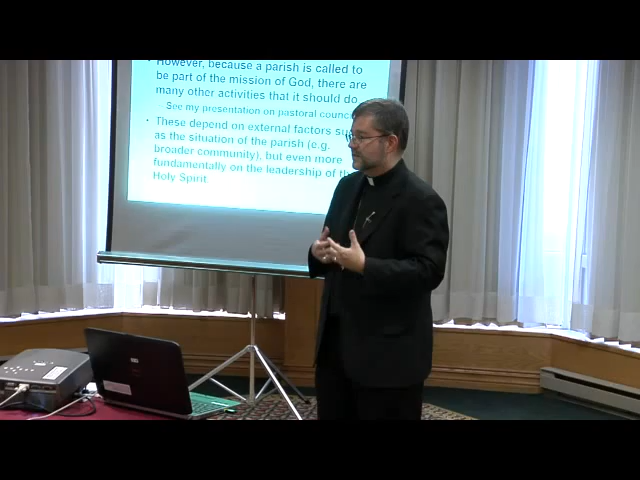 • However, because a parish is called to
be part of the mission of God, there are
many other activities that it should do
See my presentation on pastoral counc
• These depend on external factors su
as the situation of the parish (e.g.
broader community), but even more
fundamentally on the leadership of th
Holy Spirit